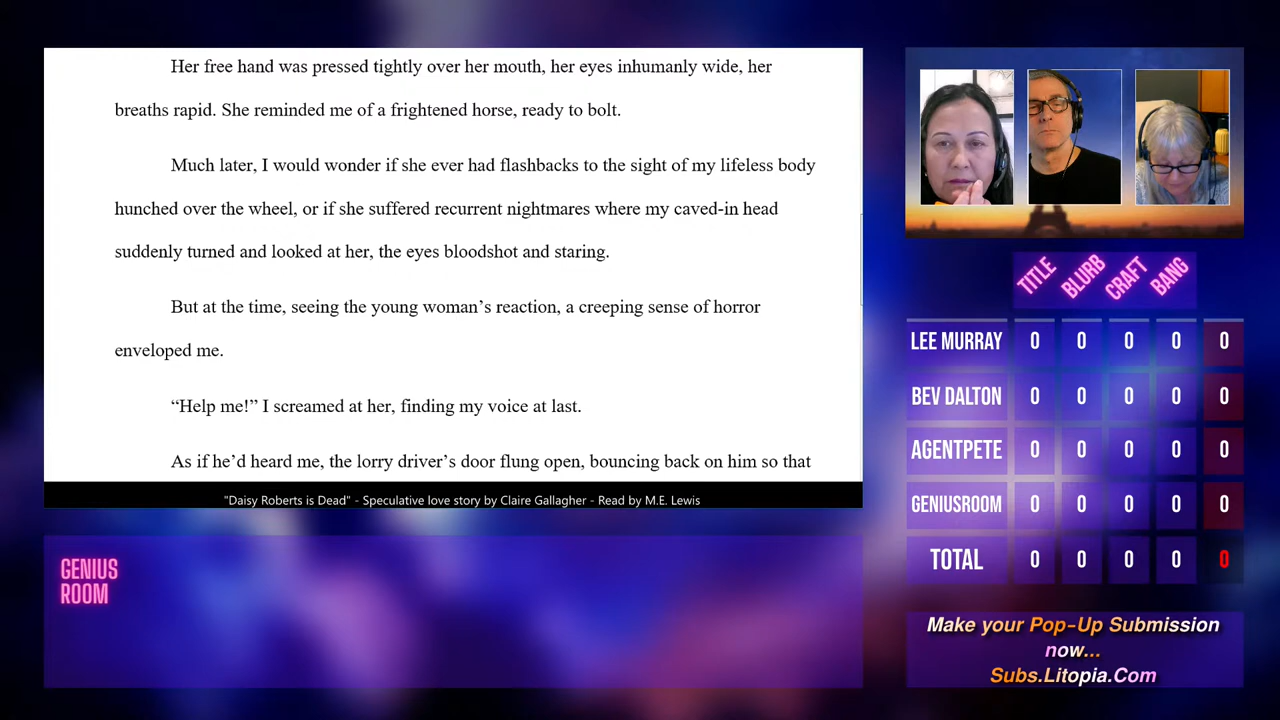 Her free hand was pressed tightly over her mouth, her eyes inhumanly wide, her
breaths rapid. She reminded me of a frightened horse, ready to bolt.
Much later, I would wonder if she ever had flashbacks to the sight of my lifeless body
hunched over the wheel, or if she suffered recurrent nightmares where my caved-in head
suddenly turned and looked at her, the eyes bloodshot and staring.
But at the time, seeing the young woman’s reaction, a creeping sense of horror
enveloped me.
“Help me!” I screamed at her, finding my voice at last.
As if he’d heard me, the lorry driver’s door flung open, bouncing back on him so that
"Daisy Roberts is Dead" - Speculative love story by Claire Gallagher - Read by M.E. Lewis
GENIUS
ROOM
TITLE BLURB CRAFT BANG
LEE MURRAY 0 0 0 0 0
BEV DALTON 0 0 0 0 0
AGENTPETE 0 0 0 0 0
GENIUSROOM 0 0 0 0 0
TOTAL 0 0 0 0 0
Make your Pop-Up Submission
now...
Subs.Litopia.Com